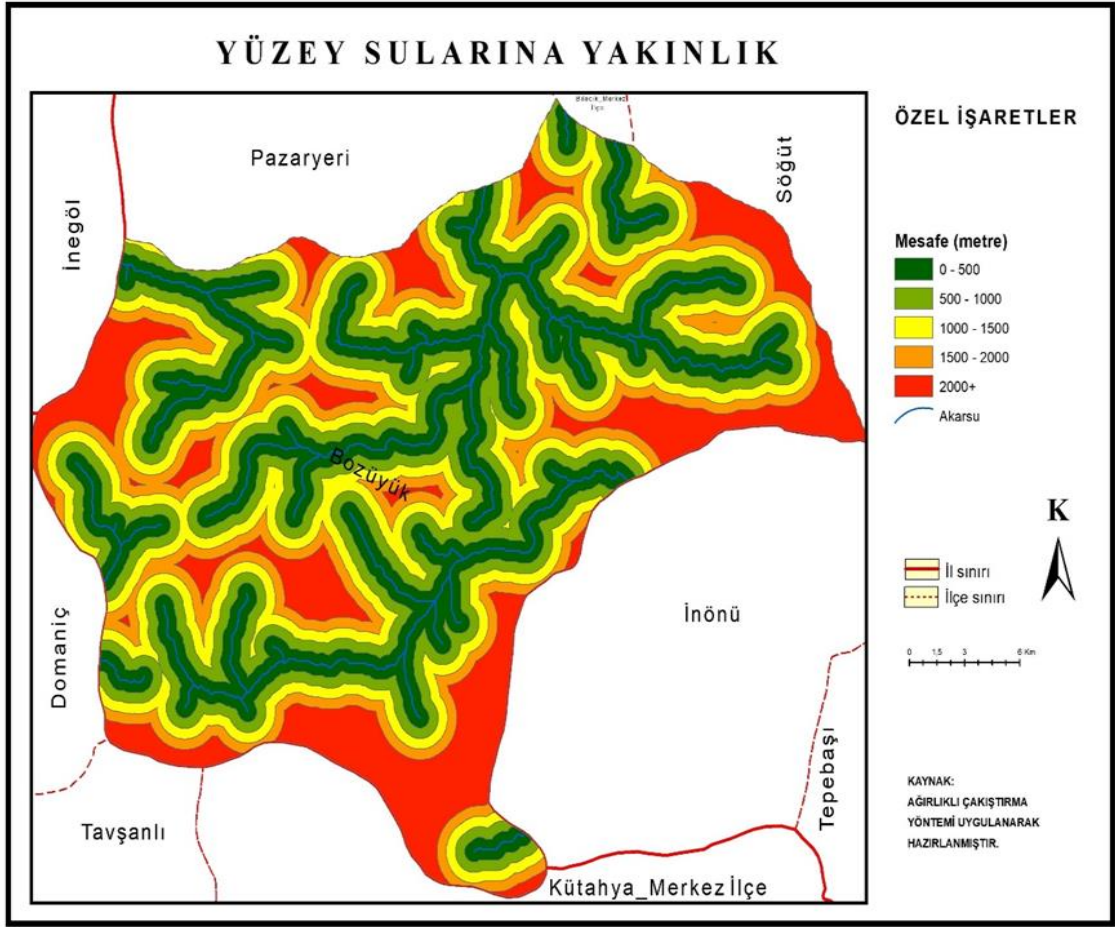 YÜZEY SULARINA YAKINLIK
Bilecik_Merkez
İlçe
Pazaryeri
Söğüt
İnegöl
Bozüyük
Domaniç
İnönü
Tepebaşı
Tavşanlı
Kütahya_Merkez İlçe
ÖZEL İŞARETLER
Mesafe (metre)
0 - 500
500 - 1000
1000 - 1500
1500 - 2000
2000+
Akarsu
K
İl sınırı
İlçe sınırı
0 1,5 3 6 Km
KAYNAK:
AĞIRLIKLI ÇAKIŞTIRMA
YÖNTEMİ UYGULANARAK
HAZIRLANMIŞTIR.